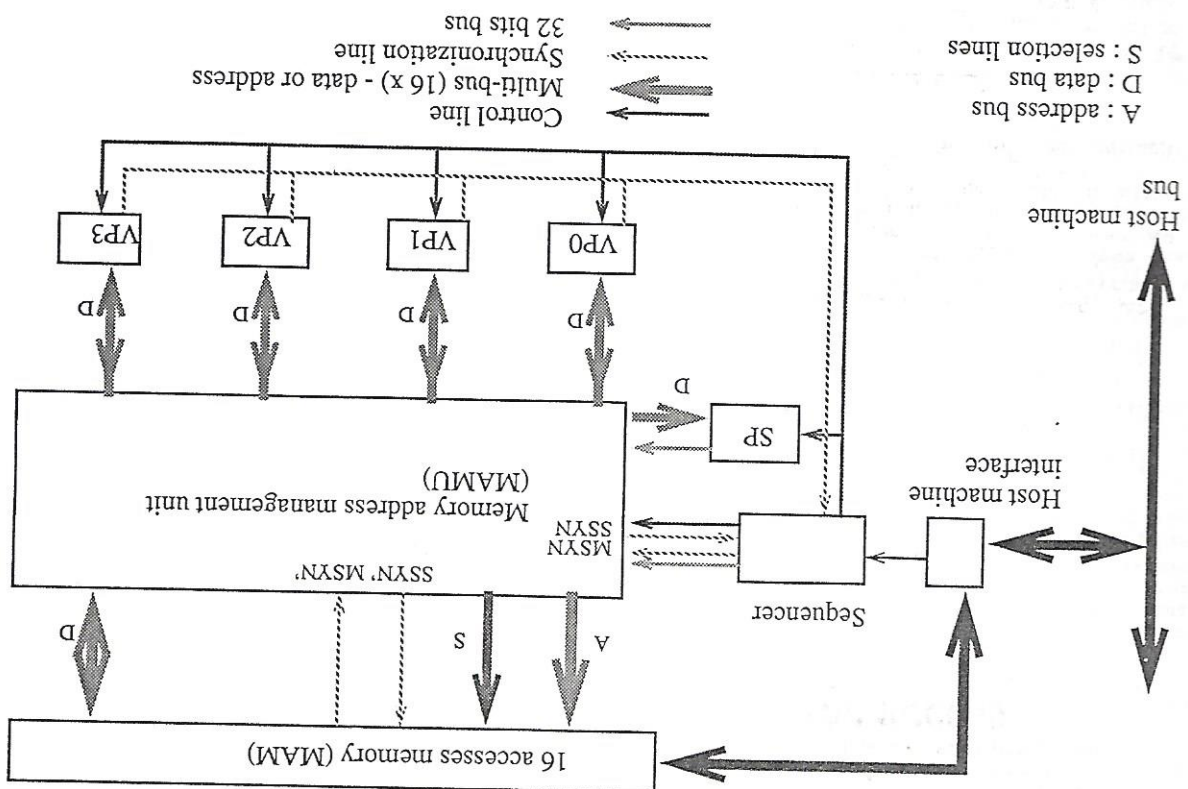 16 accesses memory (MAM)
A
S
D
SSYN' MSYN'
Sequencer
Host machine
interface
MSYN
SSYN
Memory address management unit
(MAMU)
SP
D
D
D
D
D
VP0
VP1
VP2
VP3
Host machine
bus
A : address bus
D : data bus
S : selection lines
Control line
Multi-bus (16 x) - data or address
Synchronization line
32 bits bus